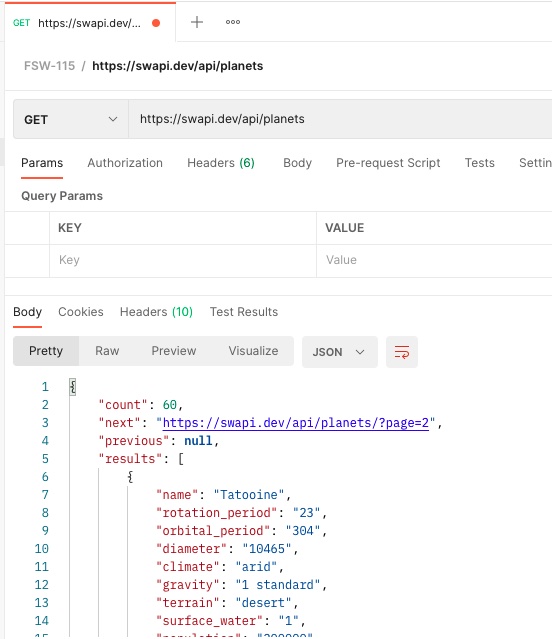 GET https://swapi.dev/...
FSW-115 / https://swapi.dev/api/planets
GET https://swapi.dev/api/planets
Params Authorization Headers (6) Body Pre-request Script Tests Settin
Query Params
KEY VALUE
Key Value
Body Cookies Headers (10) Test Results
Pretty Raw Preview Visualize JSON
1 {
2 "count": 60,
3 "next": "https://swapi.dev/api/planets/?page=2",
4 "previous": null,
5 "results": [
6 {
7 "name": "Tatooine",
8 "rotation_period": "23",
9 "orbital_period": "304",
10 "diameter": "10465",
11 "climate": "arid",
12 "gravity": "1 standard",
13 "terrain": "desert",
14 "surface_water": "1",